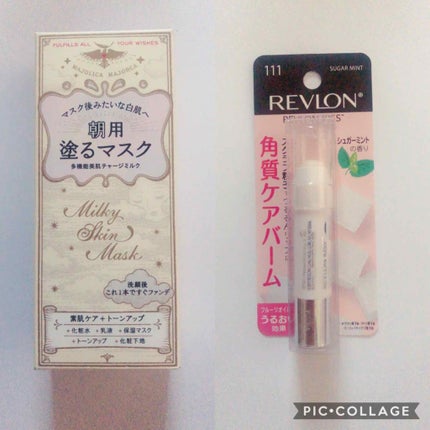 FULFILLS ALL YOUR WISHES
MAJOLICA MAJORCA
マスク後みたいな白肌へ
朝用
塗るマスク
多機能美肌チャージミルク
Milky
Skin
Mask
洗顔後
これ1本ですぐファンデ
素肌ケア+トーンアップ
+化粧水 +乳液 +保湿マスク
+トーンアップ +化粧下地
111 SUGAR MINT
REVLON
シュガーミント
の香り
角質ケアバーム
フルーツオイル
うるおい
効果
PIC•COLLAGE